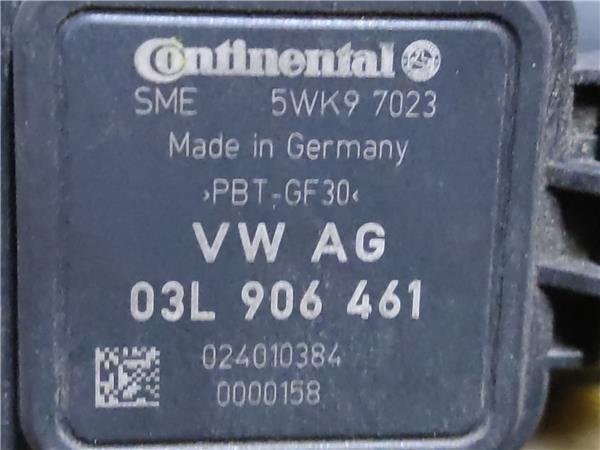 Continental
SME 5WK9 7023
Made in Germany
›PBT-GF30‹
VW AG
03L 906 461
024010384
0000158